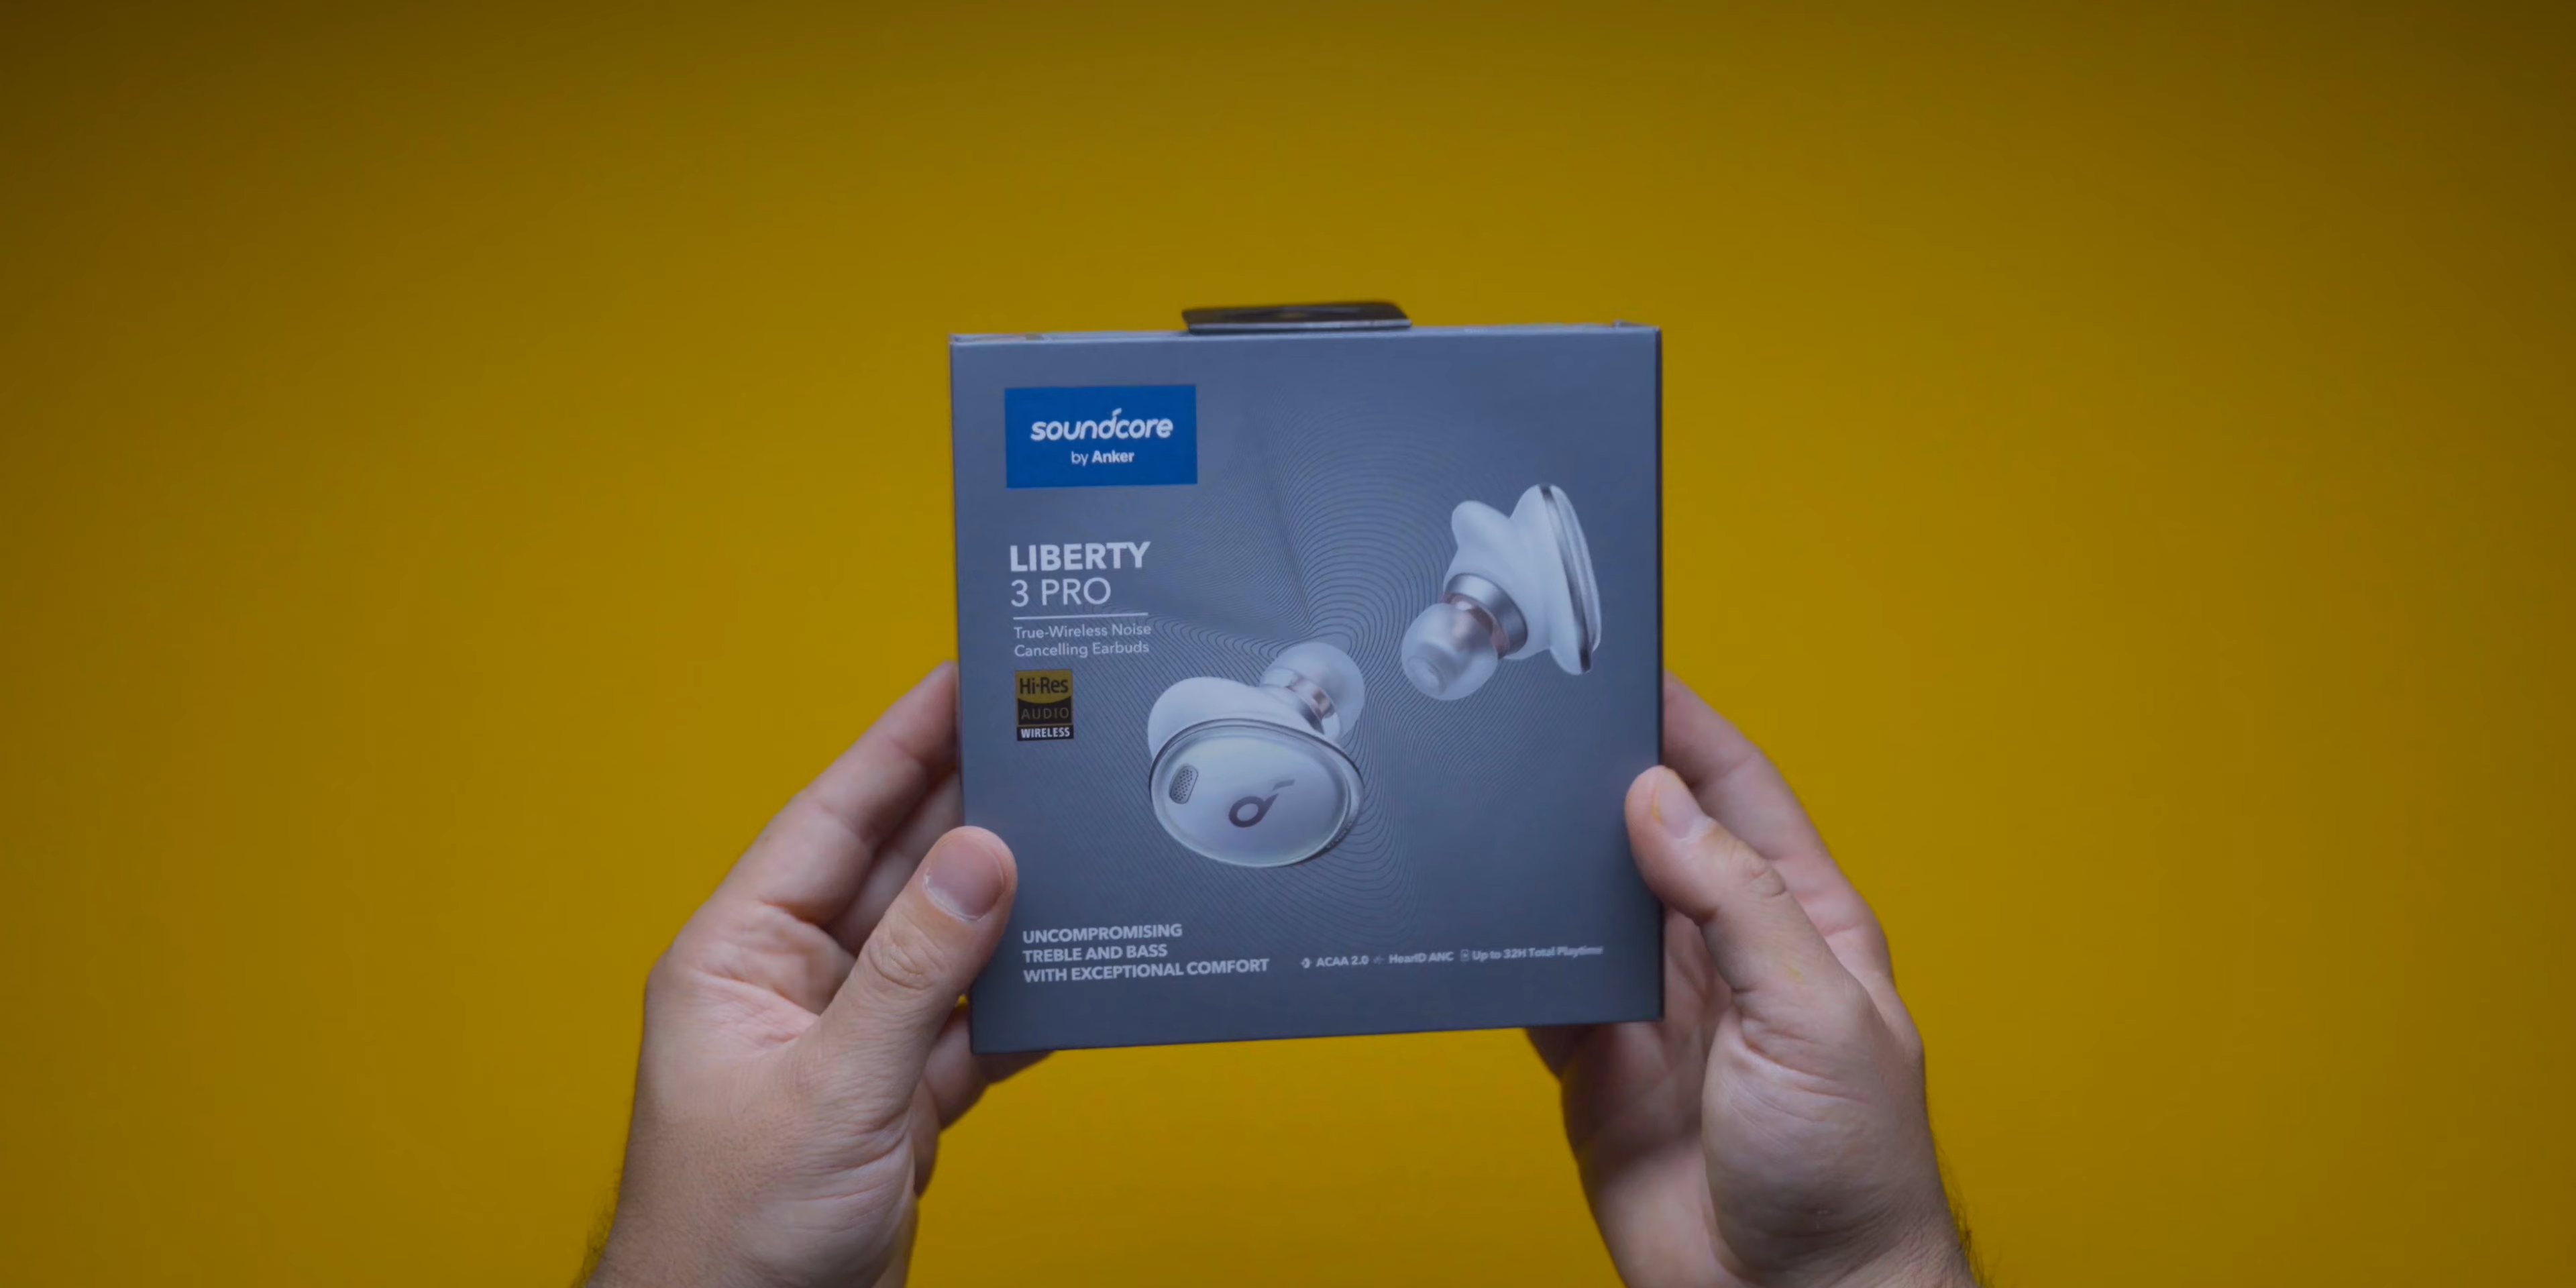 soundcore
by Anker
LIBERTY
3 PRO
True-Wireless Noise
Cancelling Earbuds
Hi-Res
AUDIO
WIRELESS
UNCOMPROMISING
TREBLE AND BASS
WITH EXCEPTIONAL COMFORT
ACAA 2.0 HearID ANC Up to 32H Total Playtime